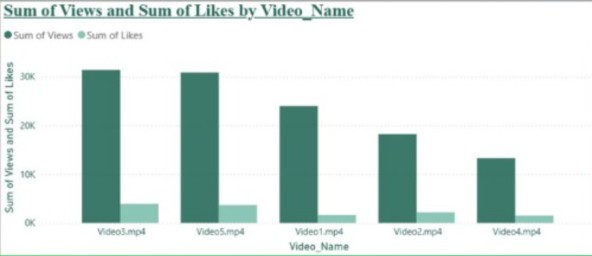 Sum of Views and Sum of Likes by Video_Name
Sum of Views Sum of Likes
Sum of Views and Sum of Likes
30K
20K
10K
0K
Video3.mp4 Video5.mp4 Video1.mp4 Video2.mp4 Video4.mp4
Video_Name